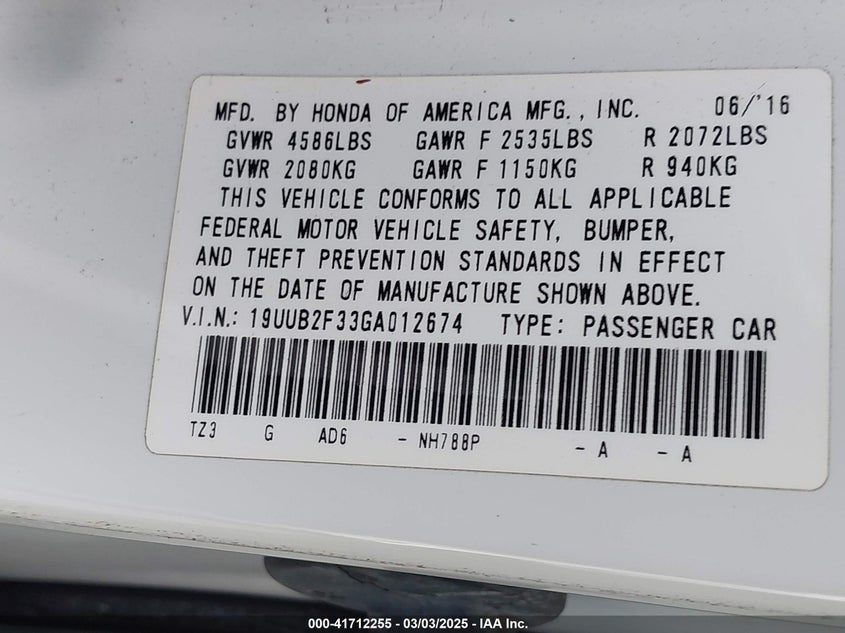 MFD. BY HONDA OF AMERICA MFG., INC. 06/'16
GVWR 4586LBS GAWR F 2535LBS R 2072LBS
GVWR 2080KG GAWR F 1150KG R 940KG
THIS VEHICLE CONFORMS TO ALL APPLICABLE
FEDERAL MOTOR VEHICLE SAFETY, BUMPER,
AND THEFT PREVENTION STANDARDS IN EFFECT
ON THE DATE OF MANUFACTURE SHOWN ABOVE.
V.I.N.: 19UUB2F33GA012674 TYPE: PASSENGER CAR
TZ3 G AD6 - NH788P - A - A
000-41712255 - 03/03/2025 - IAA Inc.